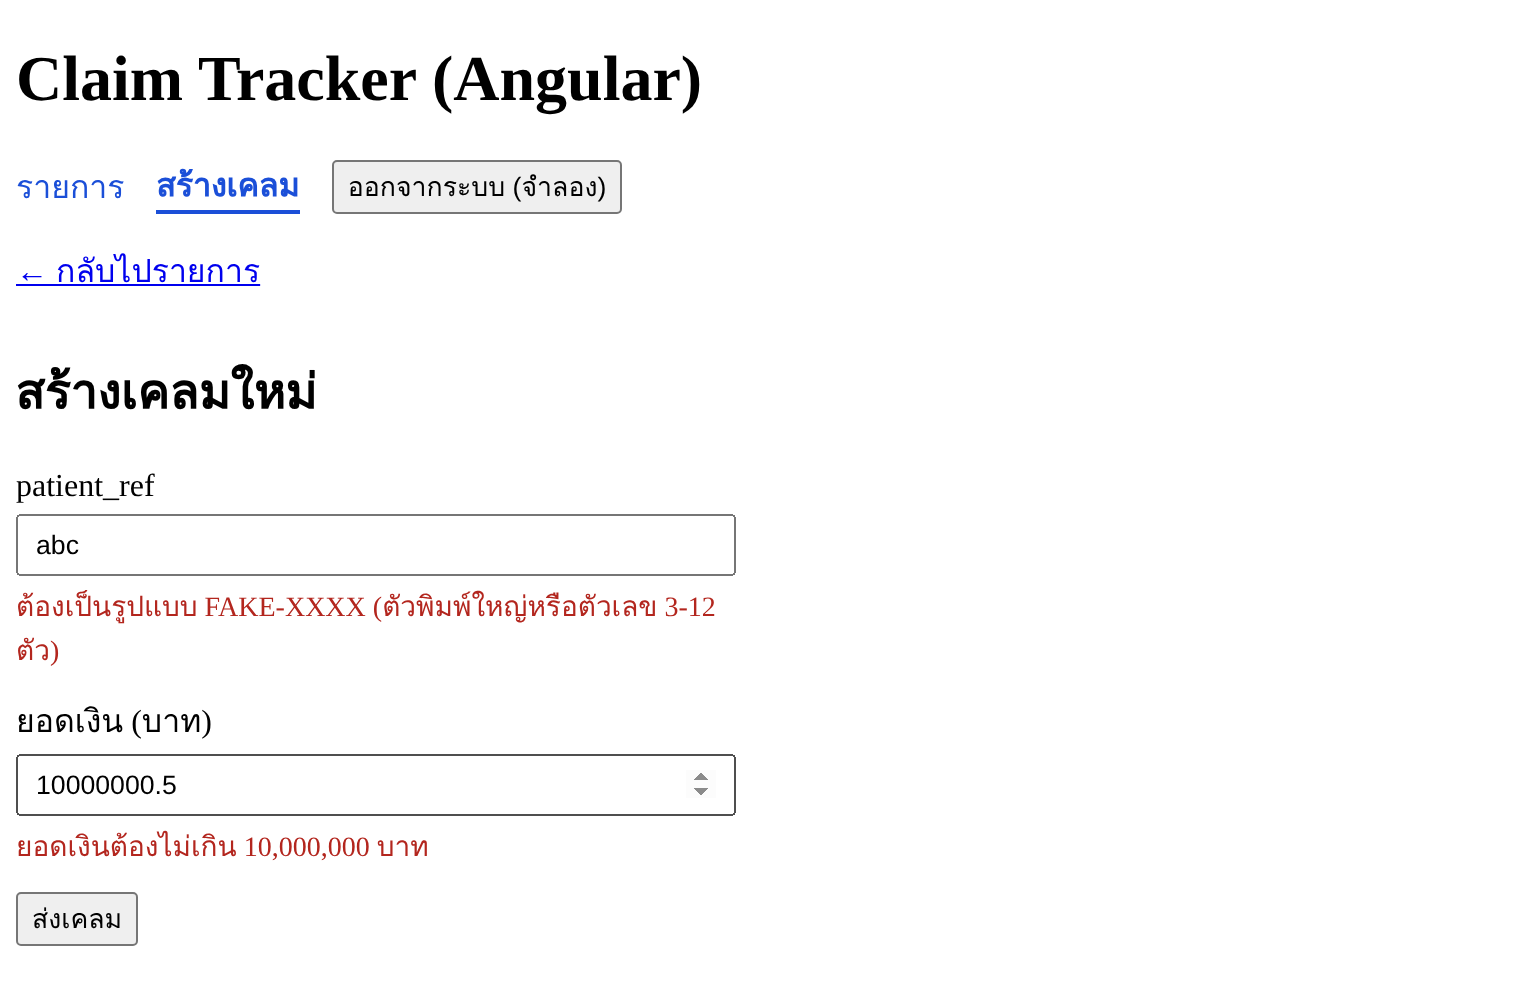 Claim Tracker (Angular)
รายการ สร้างเคลม ออกจากระบบ (จำลอง)
← กลับไปรายการ
สร้างเคลมใหม่
patient_ref
abc
ต้องเป็นรูปแบบ FAKE-XXXX (ตัวพิมพ์ใหญ่หรือตัวเลข 3-12
ตัว)
ยอดเงิน (บาท)
10000000.5
ยอดเงินต้องไม่เกิน 10,000,000 บาท
ส่งเคลม